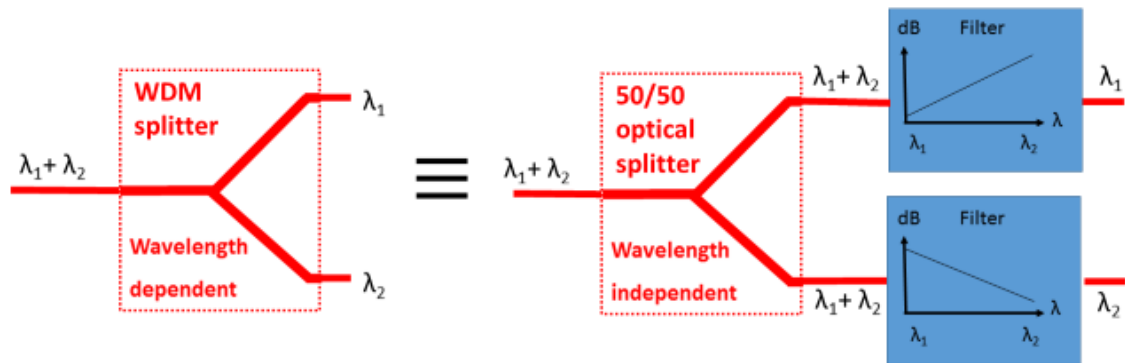 WDM
splitter
λ₁+ λ₂
λ₁
Wavelength
dependent
λ₂
≡
50/50
optical
splitter
λ₁+ λ₂
Wavelength
independent
λ₁+ λ₂
dB Filter
λ
λ₁ λ₂
λ₁
λ₁+ λ₂
dB Filter
λ
λ₁ λ₂
λ₂